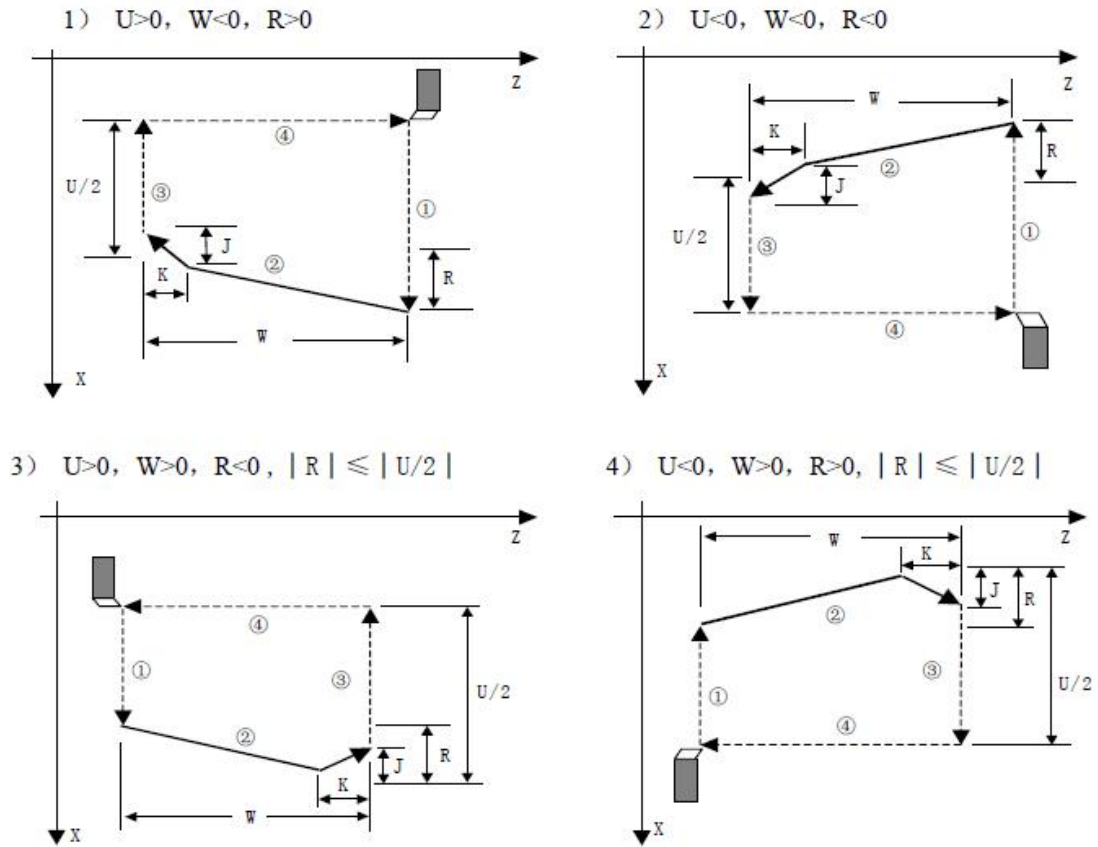 1） U>0，W<0，R>0
Z
④
U/2
③
①
J
②
R
K
W
X
2） U<0，W<0，R<0
Z
W
K
R
②
J
U/2
①
③
④
X
3） U>0，W>0，R<0，｜R｜≤｜U/2｜
Z
④
①
③
U/2
②
R
J
K
W
X
4） U<0，W>0，R>0，｜R｜≤｜U/2｜
Z
W
K
J
R
②
③
U/2
①
④
X